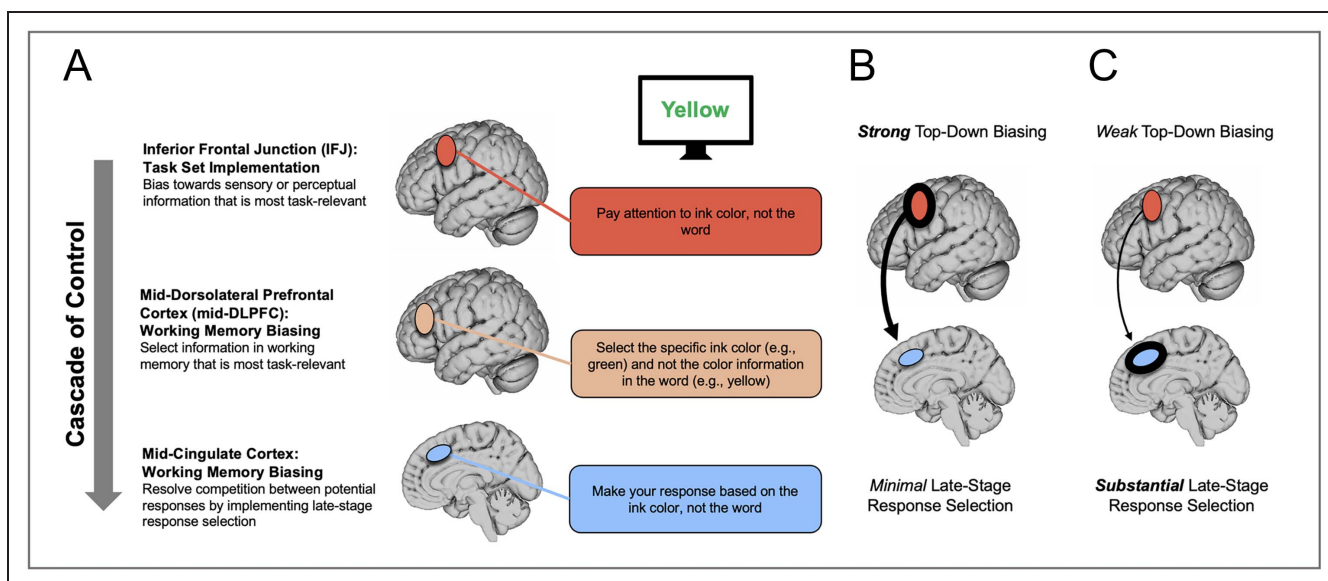 A
Cascade of Control
Inferior Frontal Junction (IFJ):
Task Set Implementation
Bias towards sensory or perceptual
information that is most task-relevant
Mid-Dorsolateral Prefrontal
Cortex (mid-DLPFC):
Working Memory Biasing
Select information in working
memory that is most task-relevant
Mid-Cingulate Cortex:
Working Memory Biasing
Resolve competition between potential
responses by implementing late-stage
response selection
Yellow
Pay attention to ink color, not the
word
Select the specific ink color (e.g.,
green) and not the color information
in the word (e.g., yellow)
Make your response based on the
ink color, not the word
B
Strong Top-Down Biasing
Minimal Late-Stage
Response Selection
C
Weak Top-Down Biasing
Substantial Late-Stage
Response Selection